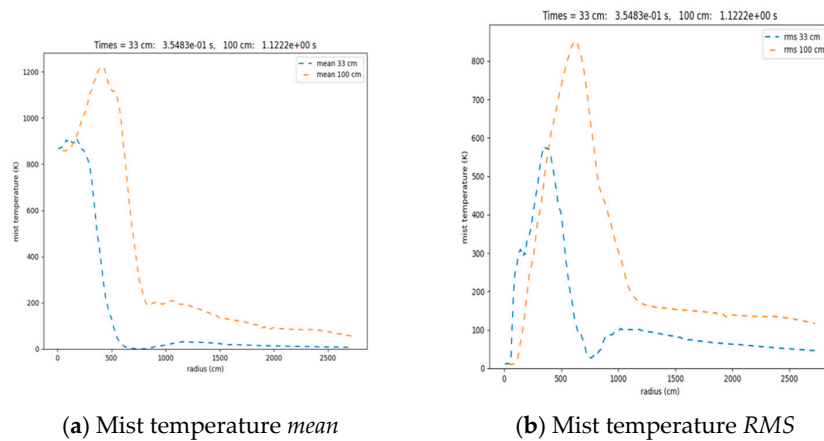 Times = 33 cm: 3.5483e-01 s, 100 cm: 1.1222e+00 s
mean 33 cm
mean 100 cm
1200
1000
800
600
400
200
0
mist temperature (K)
0 500 1000 1500 2000 2500
radius (cm)
(a) Mist temperature mean
Times = 33 cm: 3.5483e-01 s, 100 cm: 1.1222e+00 s
rms 33 cm
rms 100 cm
800
700
600
500
400
300
200
100
0
mist temperature (K)
0 500 1000 1500 2000 2500
radius (cm)
(b) Mist temperature RMS